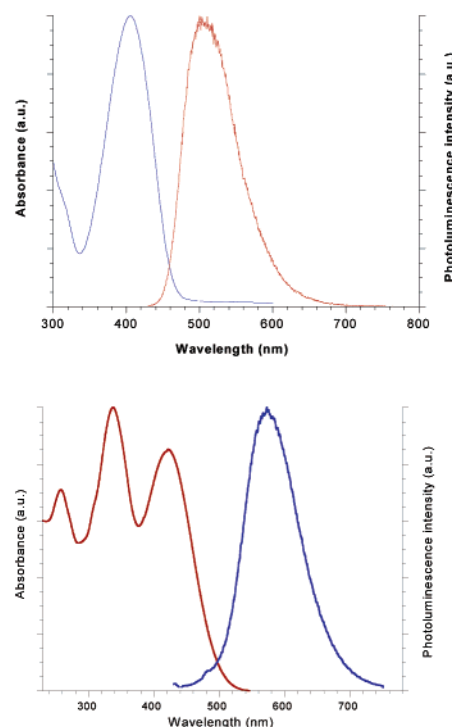 Absorbance (a.u.)
Photoluminescence intensity (a.u.)
300 400 500 600 700 800
Wavelength (nm)
Absorbance (a.u.)
Photoluminescence intensity (a.u.)
300 400 500 600 700
Wavelength (nm)